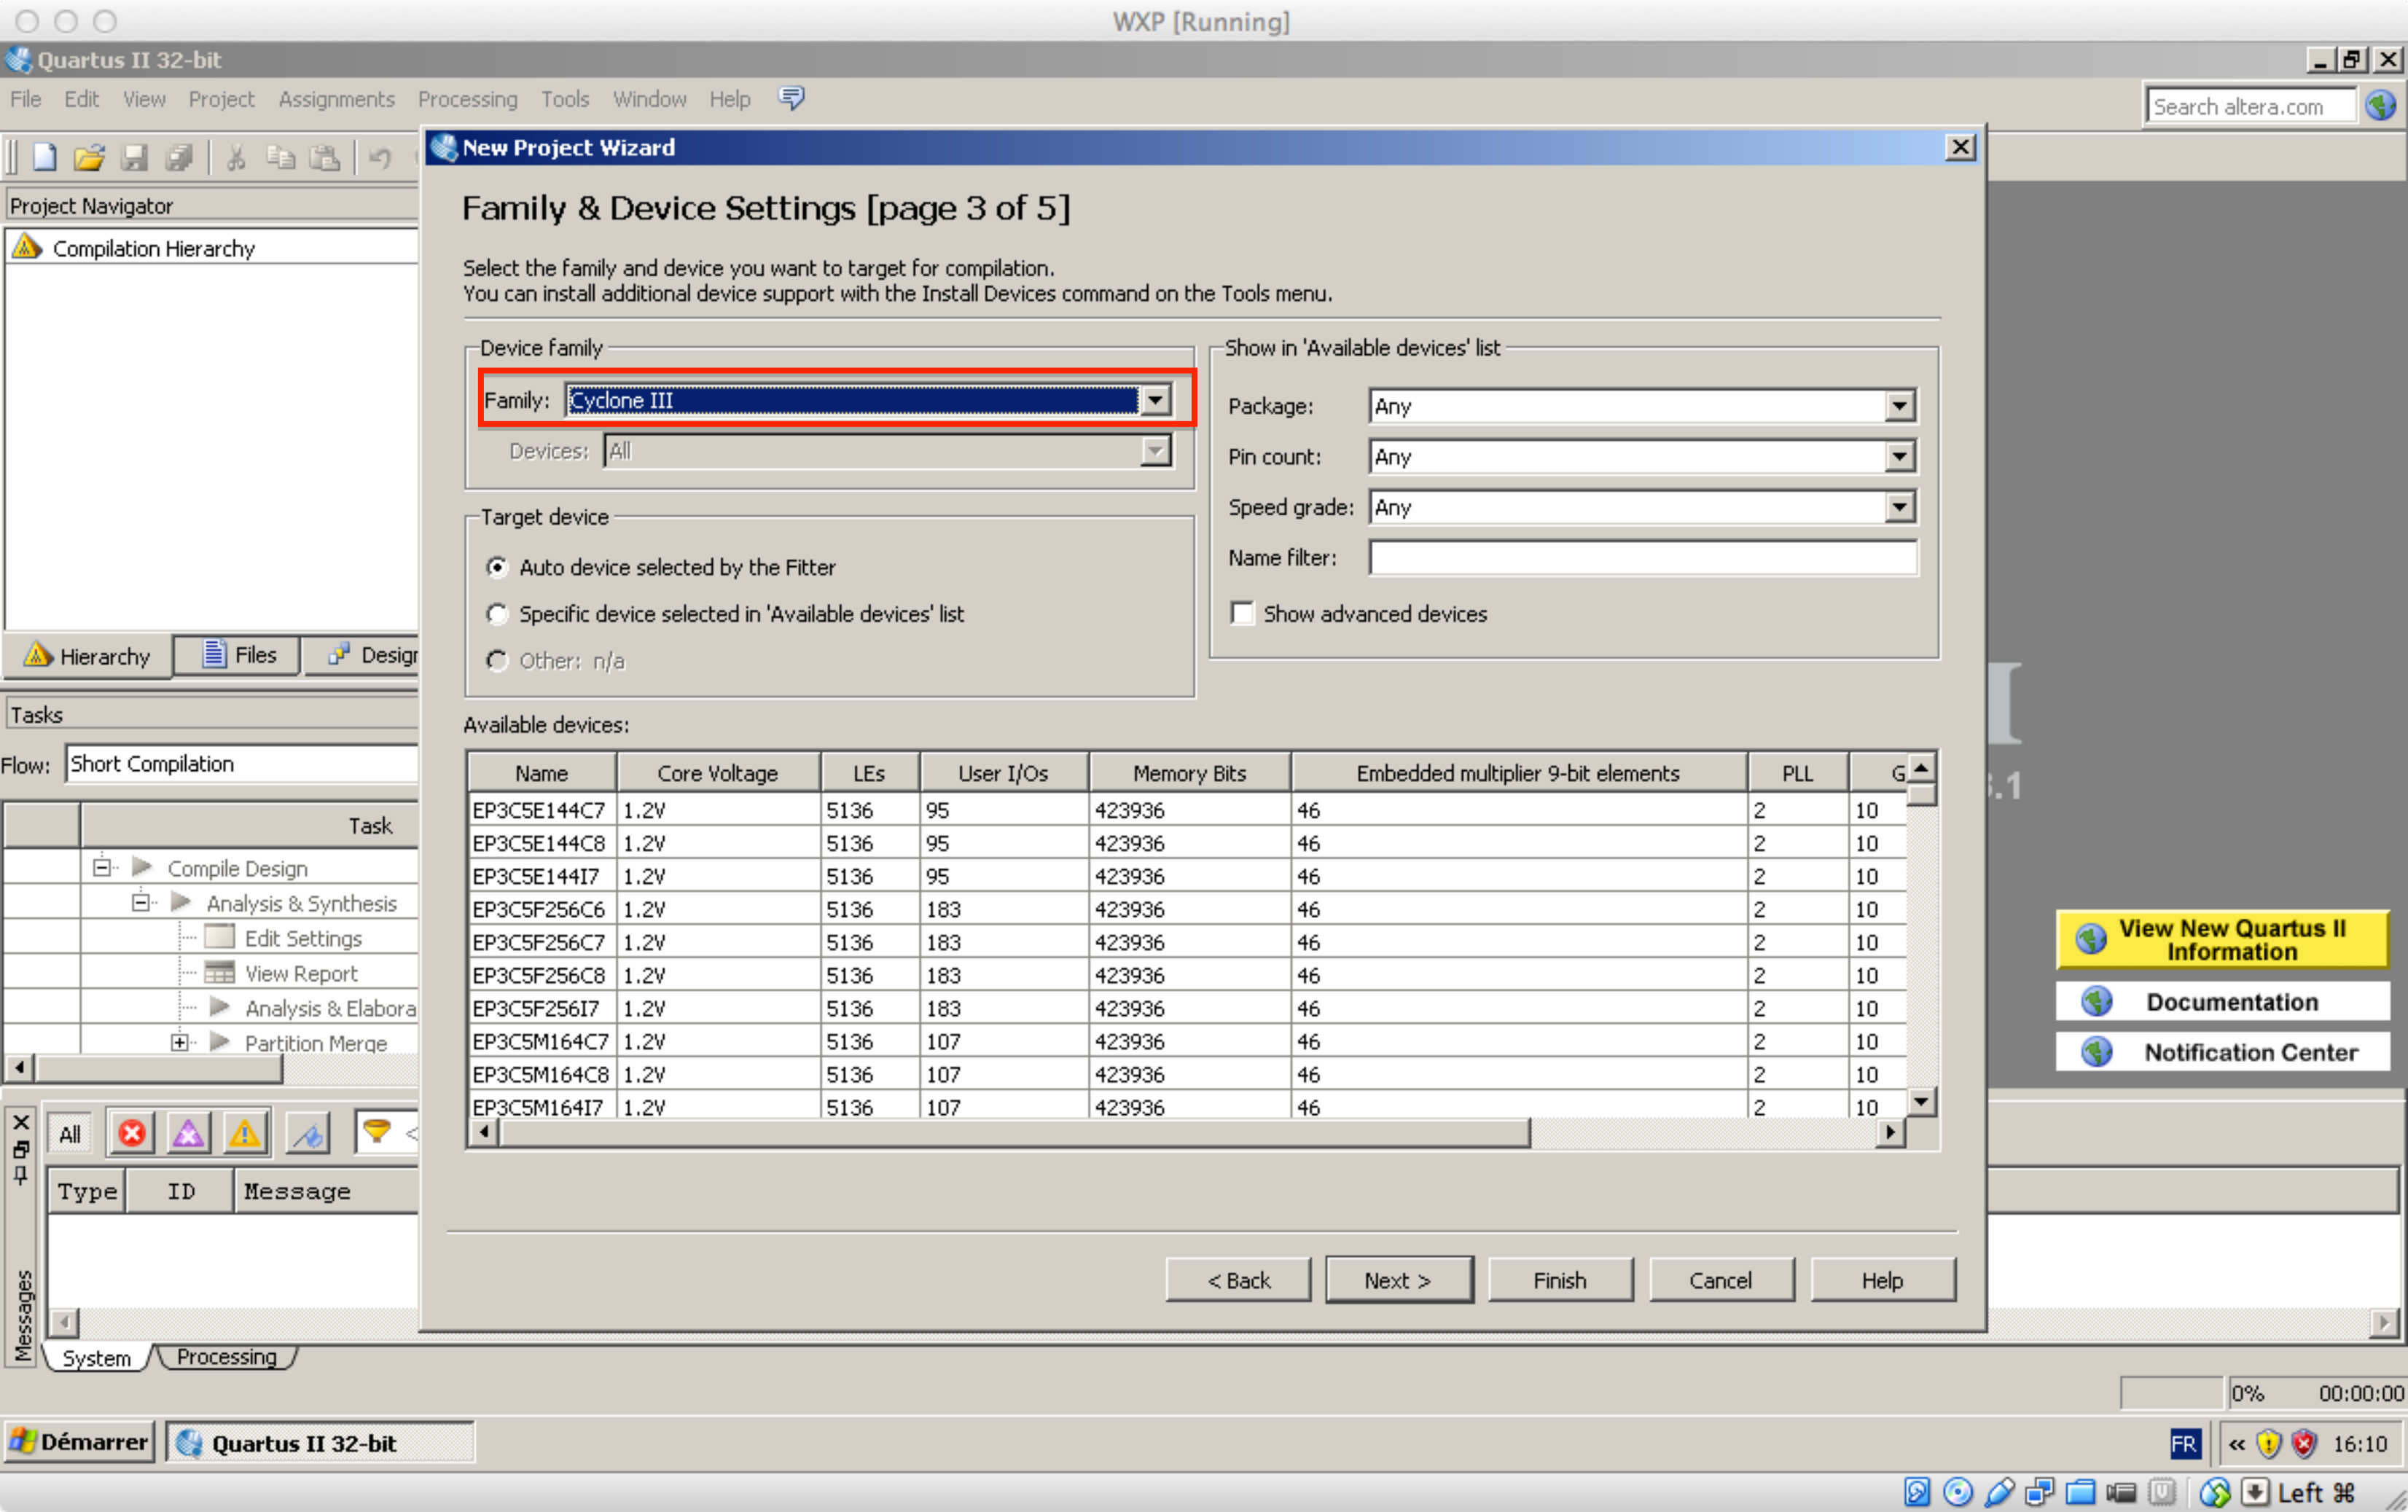 WXP [Running]
Quartus II 32-bit
File Edit View Project Assignments Processing Tools Window Help
Search altera.com
New Project Wizard
Project Navigator
Compilation Hierarchy
Family & Device Settings [page 3 of 5]
Select the family and device you want to target for compilation.
You can install additional device support with the Install Devices command on the Tools menu.
Device family
Family: Cyclone III
Devices: All
Show in 'Available devices' list
Package: Any
Pin count: Any
Speed grade: Any
Name filter:
Show advanced devices
Target device
Auto device selected by the Fitter
Specific device selected in 'Available devices' list
Other: n/a
Hierarchy Files Design
Tasks
Flow: Short Compilation
Task
Compile Design
Analysis & Synthesis
Edit Settings
View Report
Analysis & Elabora
Partition Merge
Available devices:
Name Core Voltage LEs User I/Os Memory Bits Embedded multiplier 9-bit elements PLL G
EP3C5E144C7 1.2V 5136 95 423936 46 2 10
EP3C5E144C8 1.2V 5136 95 423936 46 2 10
EP3C5E144I7 1.2V 5136 95 423936 46 2 10
EP3C5F256C6 1.2V 5136 183 423936 46 2 10
EP3C5F256C7 1.2V 5136 183 423936 46 2 10
EP3C5F256C8 1.2V 5136 183 423936 46 2 10
EP3C5F256I7 1.2V 5136 183 423936 46 2 10
EP3C5M164C7 1.2V 5136 107 423936 46 2 10
EP3C5M164C8 1.2V 5136 107 423936 46 2 10
EP3C5M164I7 1.2V 5136 107 423936 46 2 10
I
.1
View New Quartus II
Information
Documentation
Notification Center
All <
Type ID Message
Messages
System Processing
< Back Next > Finish Cancel Help
0% 00:00:00
Démarrer Quartus II 32-bit FR « 16:10
Left ⌘